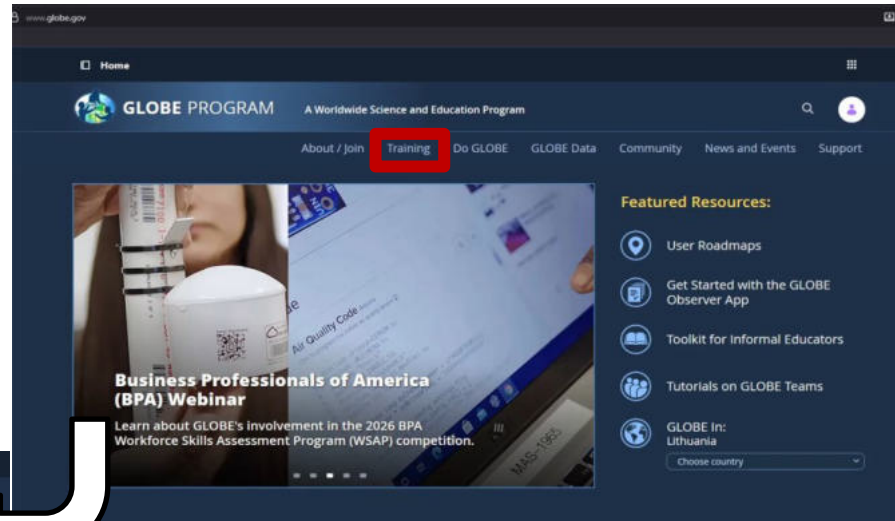 www.globe.gov
Home
GLOBE PROGRAM
A Worldwide Science and Education Program
About / Join Training Do GLOBE GLOBE Data Community News and Events Support
Air Quality Code
Business Professionals of America
(BPA) Webinar
Learn about GLOBE's involvement in the 2026 BPA
Workforce Skills Assessment Program (WSAP) competition.
MAS-1965
Featured Resources:
User Roadmaps
Get Started with the GLOBE
Observer App
Toolkit for Informal Educators
Tutorials on GLOBE Teams
GLOBE In:
Lithuania
Choose country